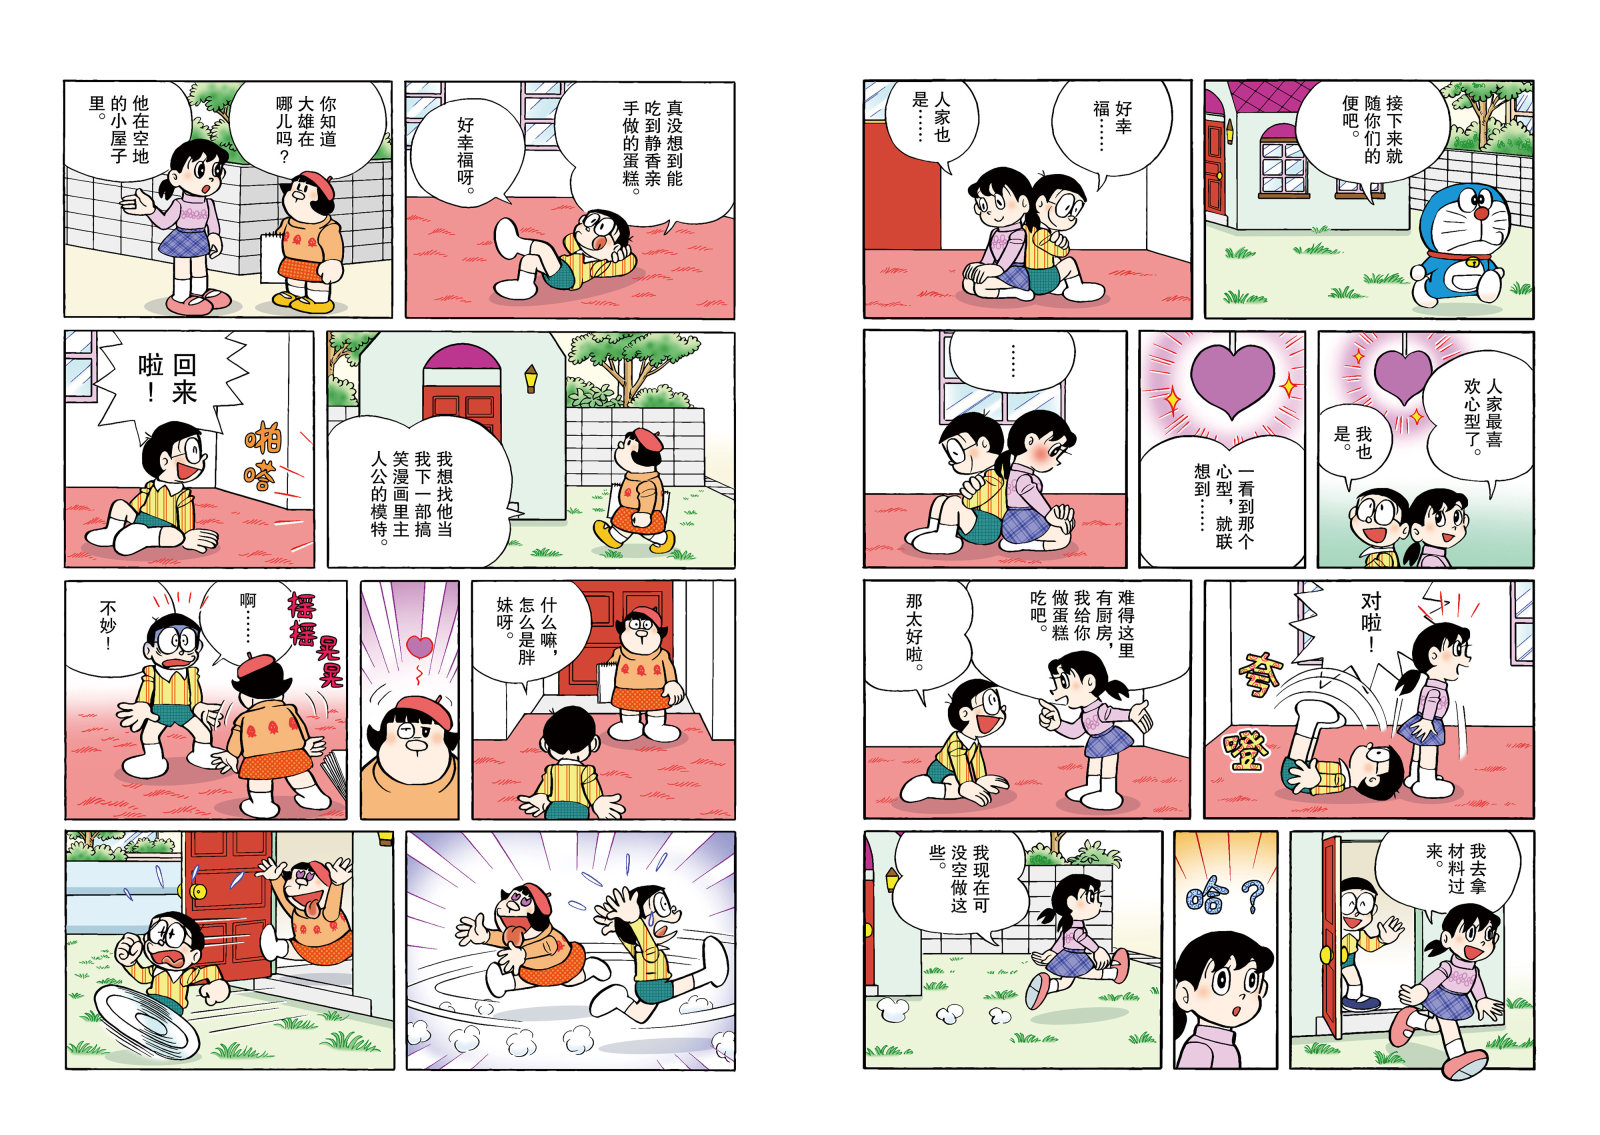 接下来就
随你们的
便吧。
好幸
福……
人家也
是……
人家最喜
欢心型了。
我也
是。
一看到那个
心型，就联
想到……
……
对啦！
夸
噔
难得这里
有厨房，
我给你
做蛋糕
吃吧。
那太好啦。
我去拿
材料过
来。
哈？
我现在可
没空做这
些。
真没想到能
吃到静香亲
手做的蛋糕。
好幸福呀。
你知道
大雄在
哪儿吗？
他在空地
的小屋子
里。
我想找他当
我下一部搞
笑漫画里主
人公的模特。
回来
啦！
啪
嗒
什么嘛，
怎么是胖
妹呀。
摇摇
晃晃
啊……
不妙！